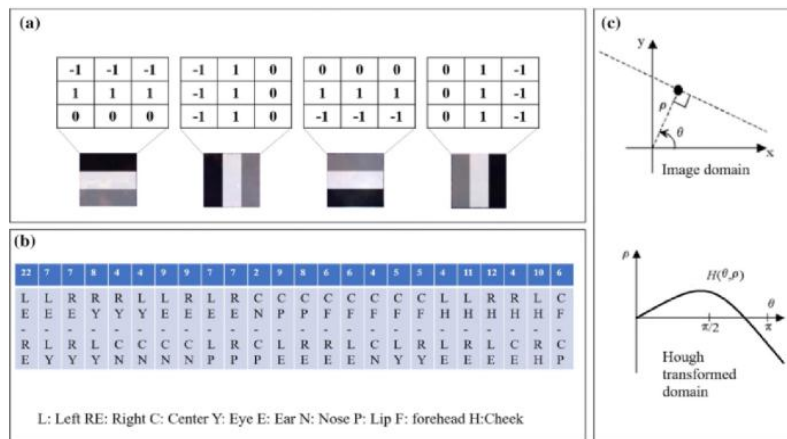 (a)
-1 -1 -1 -1 1 0 0 0 0 0 1 -1
1 1 1 -1 1 0 1 1 1 0 1 -1
0 0 0 -1 1 0 -1 -1 -1 0 1 -1
(b)
22 7 7 8 4 4 9 9 7 7 2 9 8 6 6 4 5 5 4 11 12 4 10 6
L L R R R L L R L R C C C C C C C C L L R R L C
E E E Y Y Y E E E E N P P F F F F F H H H H H F
- - - - - - - - - - - - - - - - - - - - - - - -
R L R L C C C C L R C L R R L C L R L R L C R C
E Y Y Y N N N N P P P E E E E N Y Y E E E E H P
L: Left RE: Right C: Center Y: Eye E: Ear N: Nose P: Lip F: forehead H:Cheek
(c)
y
ρ
θ
x
Image domain
ρ
H(θ,ρ)
θ
π/2 π
Hough
transformed
domain